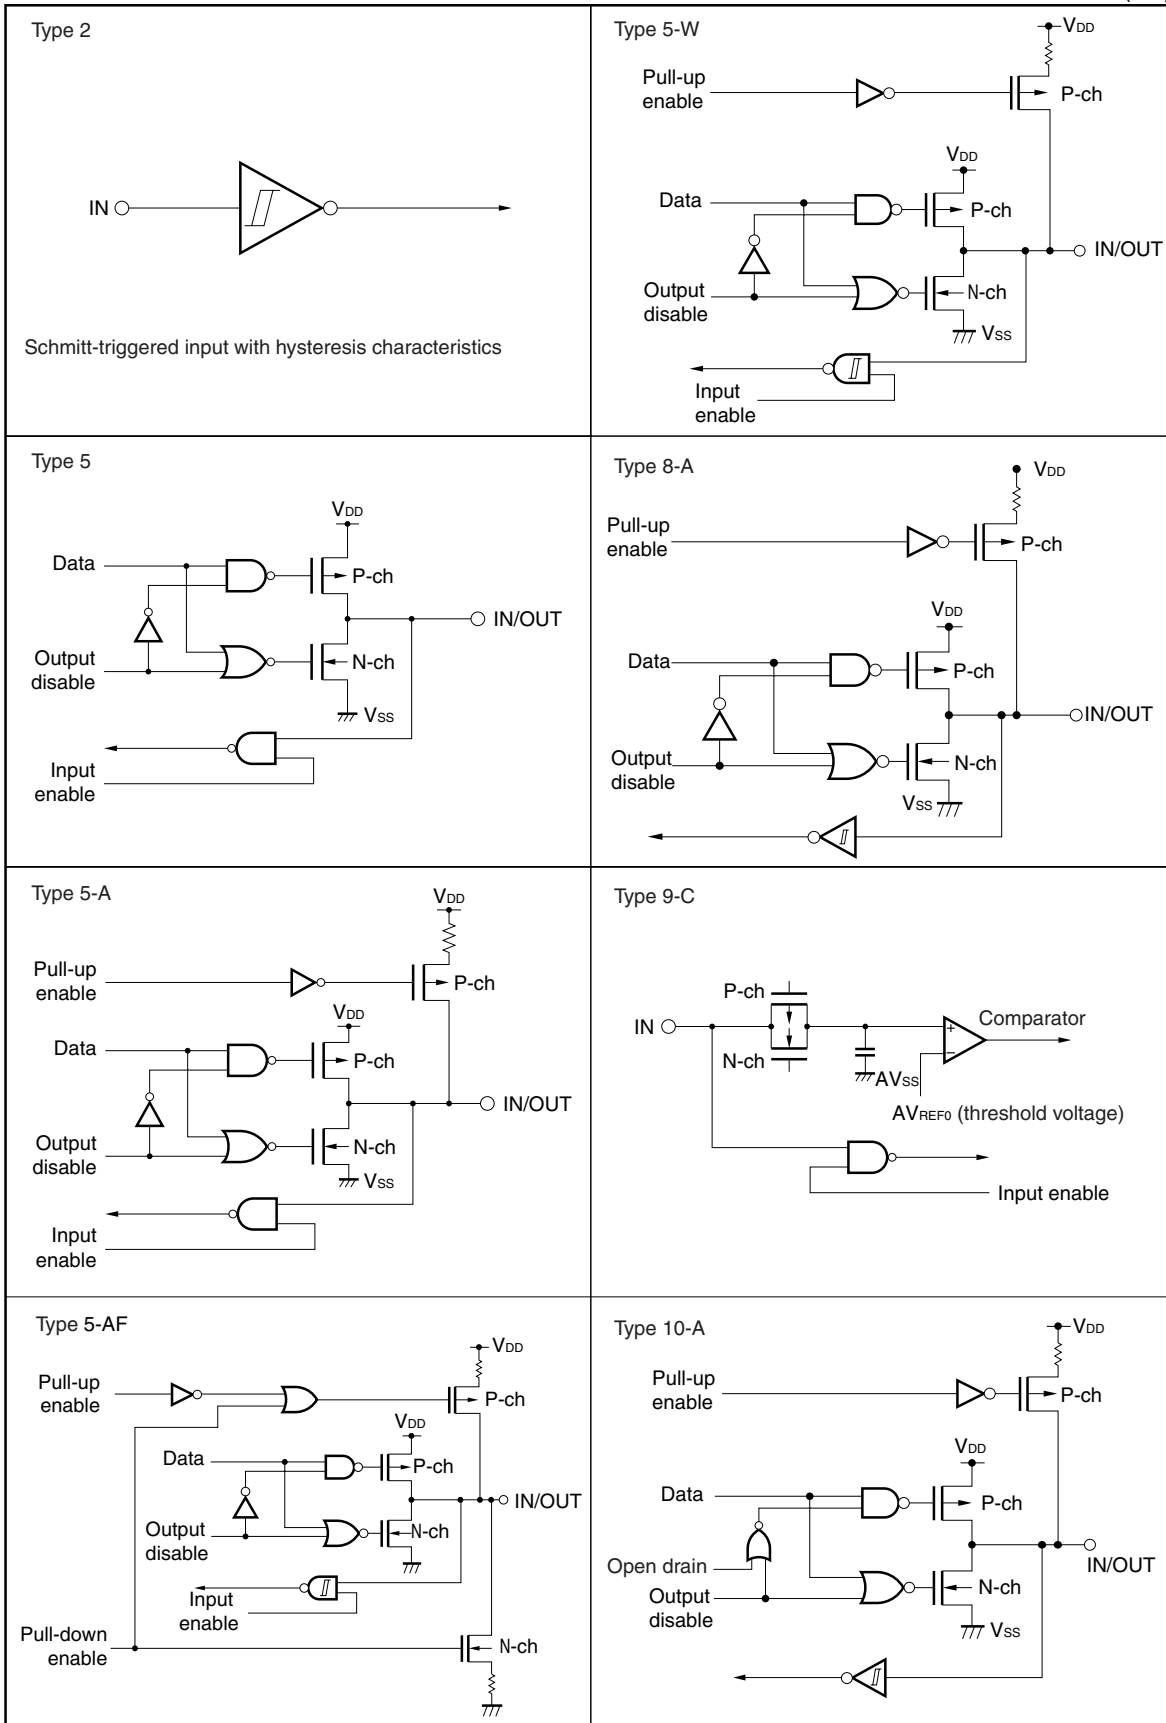 Type 2
IN
Schmitt-triggered input with hysteresis characteristics
Type 5-W
VDD
Pull-up
enable
P-ch
VDD
Data
P-ch
IN/OUT
Output
disable
N-ch
VSS
Input
enable
Type 5
VDD
Data
P-ch
IN/OUT
Output
disable
N-ch
VSS
Input
enable
Type 8-A
VDD
Pull-up
enable
P-ch
VDD
Data
P-ch
IN/OUT
Output
disable
N-ch
VSS
Type 5-A
VDD
Pull-up
enable
P-ch
VDD
Data
P-ch
IN/OUT
Output
disable
N-ch
VSS
Input
enable
Type 9-C
P-ch
IN
N-ch
Comparator
+
−
AVSS
AVREF0 (threshold voltage)
Input enable
Type 5-AF
VDD
Pull-up
enable
P-ch
VDD
Data
P-ch
IN/OUT
Output
disable
N-ch
Input
enable
Pull-down
enable
N-ch
Type 10-A
VDD
Pull-up
enable
P-ch
VDD
Data
P-ch
IN/OUT
Open drain
Output
disable
N-ch
VSS